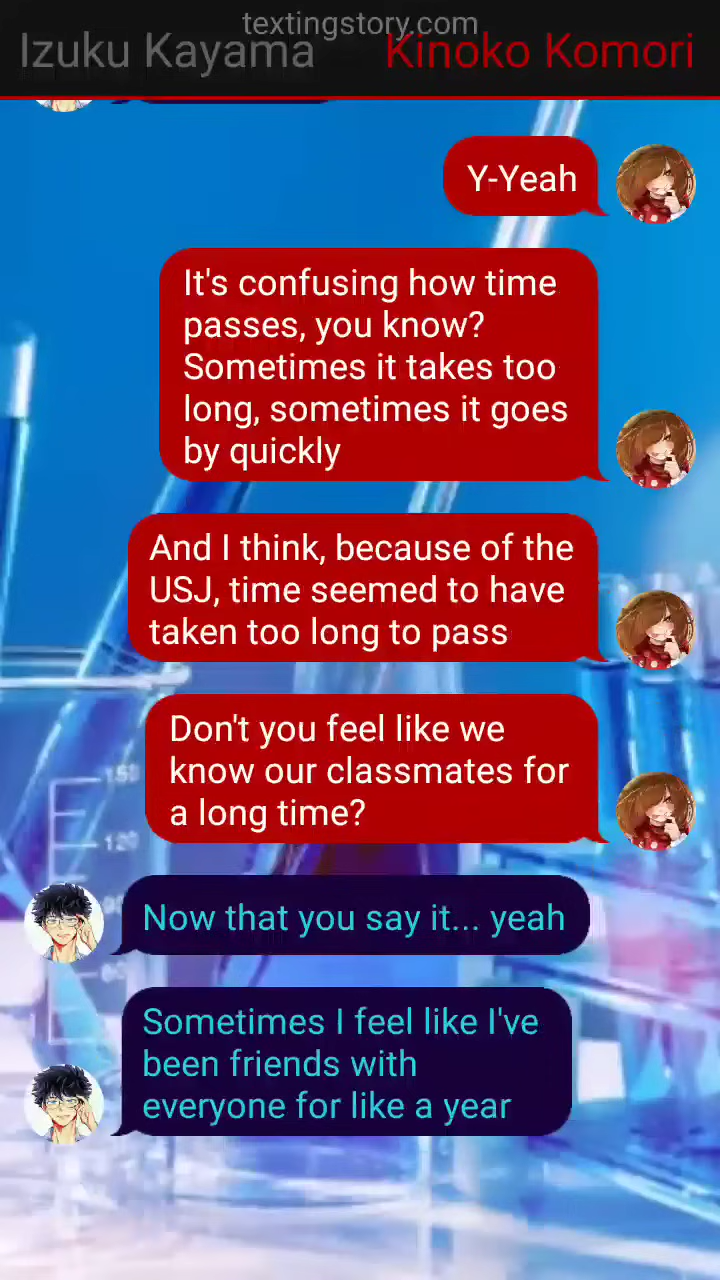 textingstory.com
Izuku Kayama Kinoko Komori
Y-Yeah
It's confusing how time
passes, you know?
Sometimes it takes too
long, sometimes it goes
by quickly
And I think, because of the
USJ, time seemed to have
taken too long to pass
Don't you feel like we
know our classmates for
a long time?
150
120
Now that you say it... yeah
60
Sometimes I feel like I've
been friends with
everyone for like a year